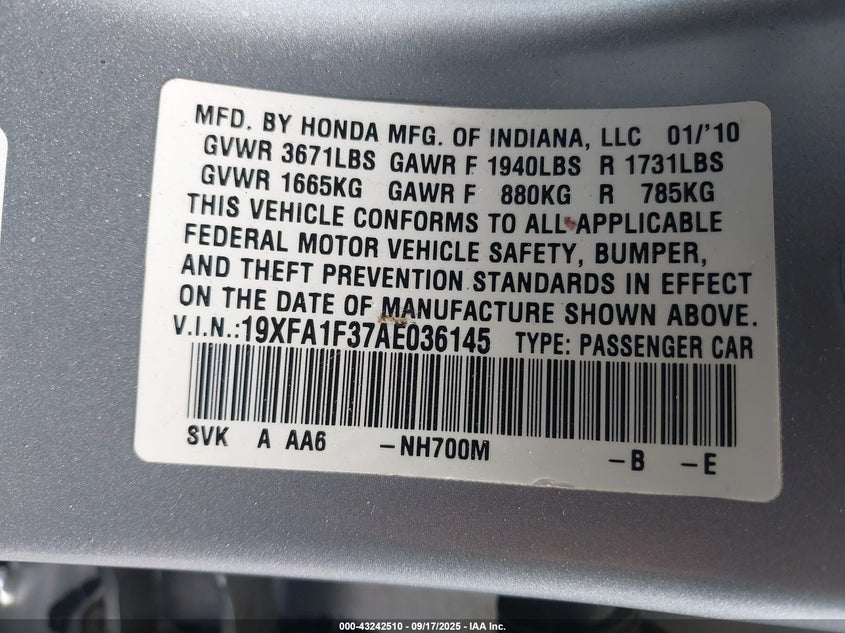 MFD. BY HONDA MFG. OF INDIANA, LLC 01/'10
GVWR 3671LBS GAWR F 1940LBS R 1731LBS
GVWR 1665KG GAWR F 880KG R 785KG
THIS VEHICLE CONFORMS TO ALL APPLICABLE
FEDERAL MOTOR VEHICLE SAFETY, BUMPER,
AND THEFT PREVENTION STANDARDS IN EFFECT
ON THE DATE OF MANUFACTURE SHOWN ABOVE.
V.I.N.:19XFA1F37AE036145 TYPE: PASSENGER CAR
SVK A AA6 -NH700M -B -E
000-43242510 - 09/17/2025 - IAA Inc.